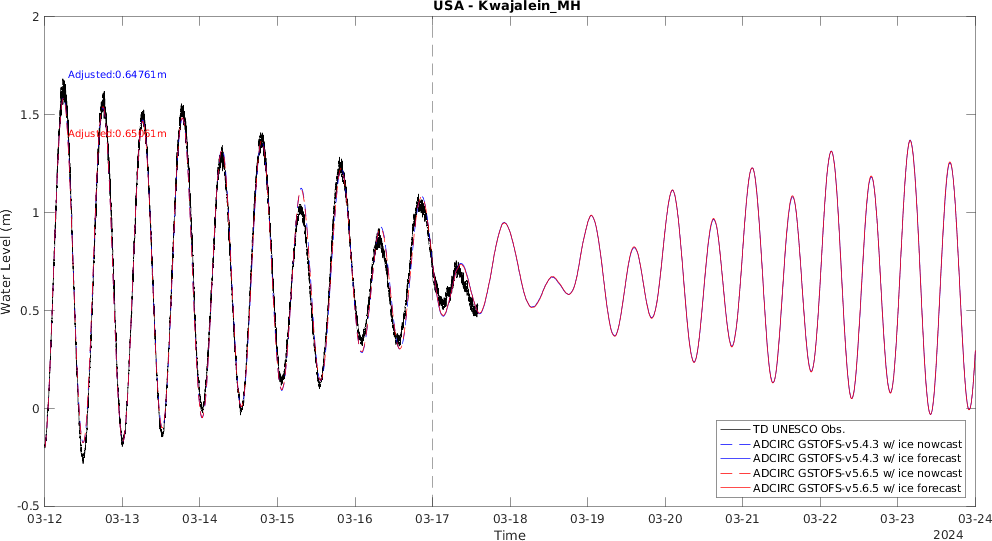 USA - Kwajalein_MH
2
1.5
1
0.5
0
-0.5
Water Level (m)
Adjusted:0.64761m
TD UNESCO Obs.
ADCIRC GSTOFS-v5.4.3 w/ ice nowcast
ADCIRC GSTOFS-v5.4.3 w/ ice forecast
ADCIRC GSTOFS-v5.6.5 w/ ice nowcast
ADCIRC GSTOFS-v5.6.5 w/ ice forecast
03-12 03-13 03-14 03-15 03-16 03-17 03-18 03-19 03-20 03-21 03-22 03-23 03-24
Time
2024